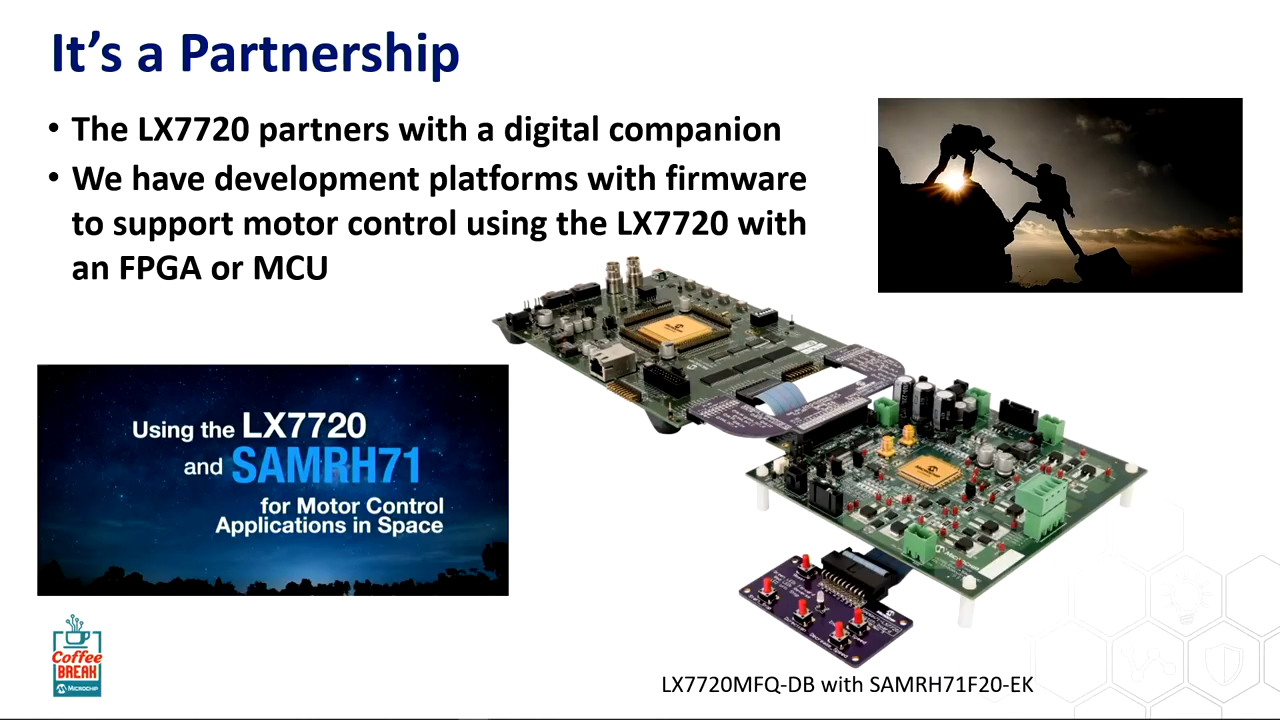 It’s a Partnership
• The LX7720 partners with a digital companion
• We have development platforms with firmware
to support motor control using the LX7720 with
an FPGA or MCU
Using the LX7720
and SAMRH71
for Motor Control
Applications in Space
MICROCHIP
Coffee
BREAK
MICROCHIP
LX7720MFQ-DB with SAMRH71F20-EK